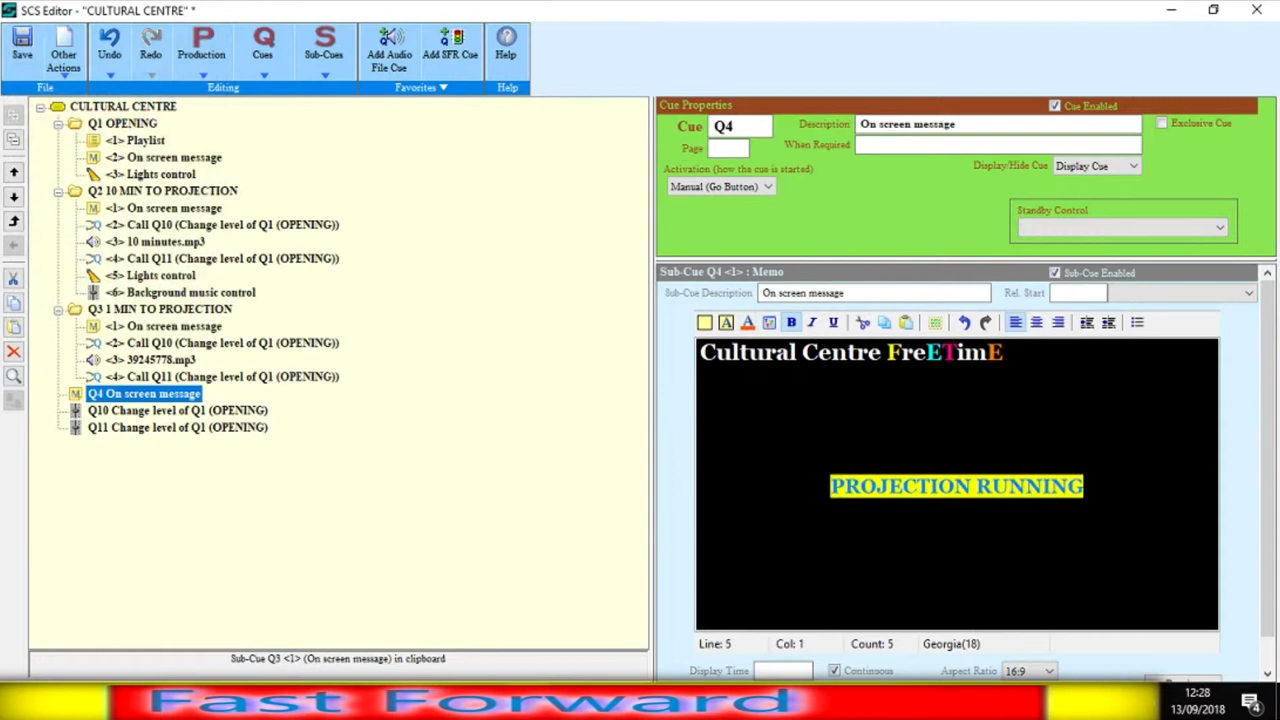 SCS Editor - "CULTURAL CENTRE" *
Save
Other Actions
Undo
Redo
Production
Cues
Sub-Cues
Add Audio File Cue
Add SFR Cue
Help
File
Editing
Favorites
Help
CULTURAL CENTRE
Q1 OPENING
<1> Playlist
<2> On screen message
<3> Lights control
Q2 10 MIN TO PROJECTION
<1> On screen message
<2> Call Q10 (Change level of Q1 (OPENING))
<3> 10 minutes.mp3
<4> Call Q11 (Change level of Q1 (OPENING))
<5> Lights control
<6> Background music control
Q3 1 MIN TO PROJECTION
<1> On screen message
<2> Call Q10 (Change level of Q1 (OPENING))
<3> 39245778.mp3
<4> Call Q11 (Change level of Q1 (OPENING))
Q4 On screen message
Q10 Change level of Q1 (OPENING)
Q11 Change level of Q1 (OPENING)
Sub-Cue Q3 <1> (On screen message) in clipboard
Cue Properties
Cue Enabled
Cue Q4
Description On screen message
Exclusive Cue
Page
When Required
Activation (how the cue is started)
Display/Hide Cue Display Cue
Manual (Go Button)
Standby Control
Sub-Cue Q4 <1> : Memo
Sub-Cue Enabled
Sub-Cue Description On screen message
Rel. Start
Cultural Centre FreETimE
PROJECTION RUNNING
Line: 5 Col: 1 Count: 5 Georgia(18)
Display Time
Continuous
Aspect Ratio 16:9
Fast Forward
12:28
13/09/2018
4